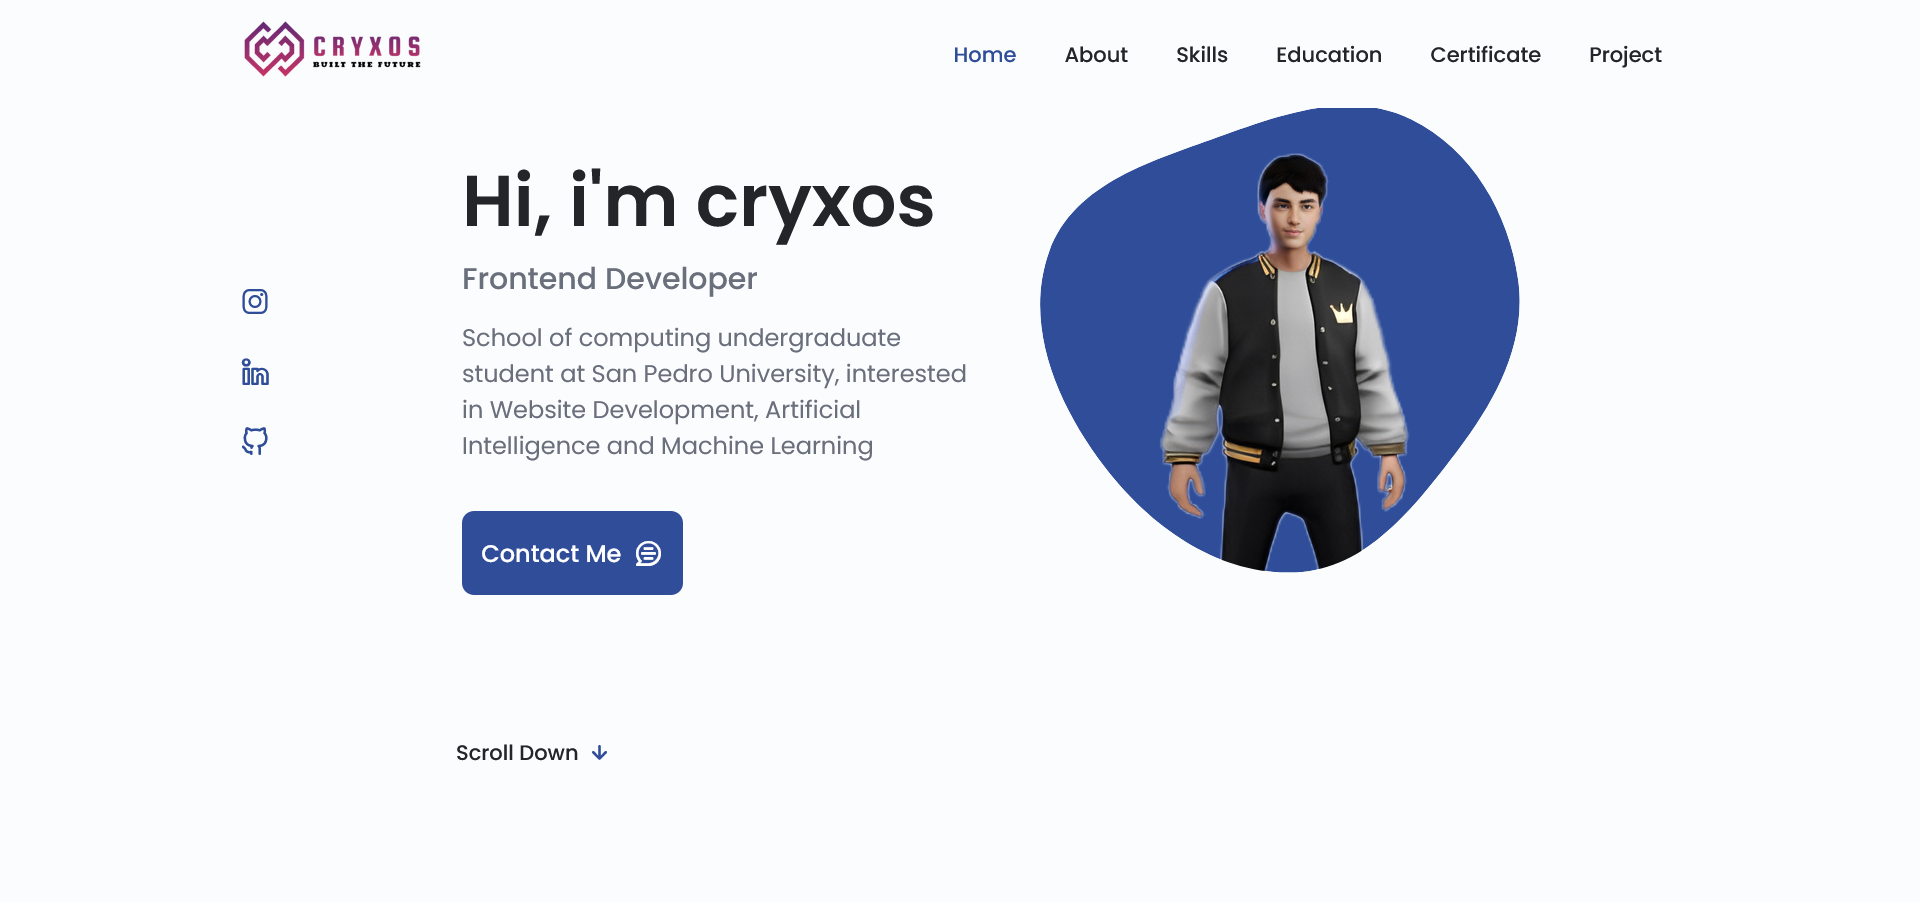 CRYXOS
BUILT THE FUTURE
Home About Skills Education Certificate Project
Hi, i'm cryxos
Frontend Developer
School of computing undergraduate
student at San Pedro University, interested
in Website Development, Artificial
Intelligence and Machine Learning
Contact Me
Scroll Down